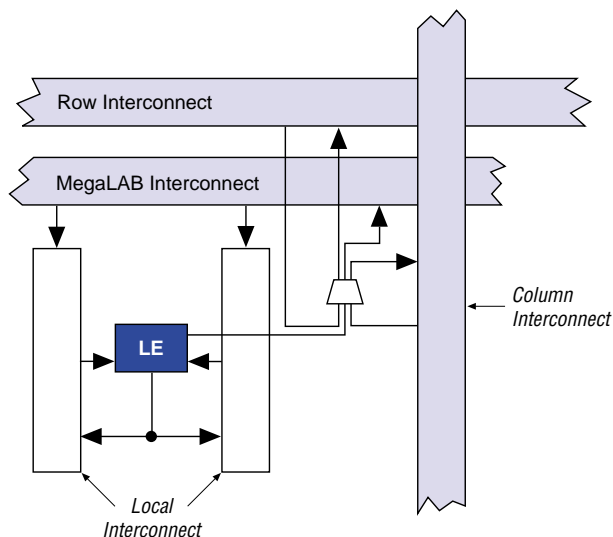 Row Interconnect
MegaLAB Interconnect
Column
Interconnect
LE
Local
Interconnect